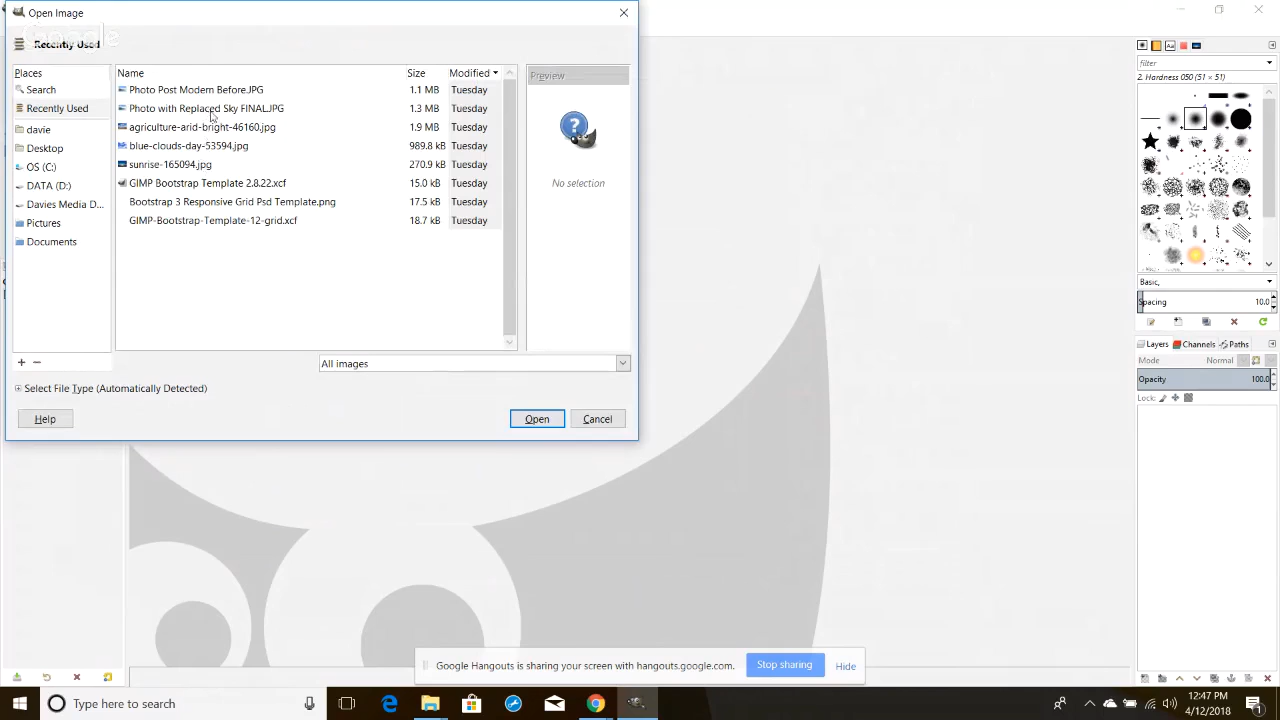 Open Image
Google
Recently Used
Places
Search
Recently Used
davie
Desktop
OS (C:)
DATA (D:)
Davies Media D...
Pictures
Documents
Name Size Modified
Photo Post Modern Before.JPG 1.1 MB Tuesday
Photo with Replaced Sky FINAL.JPG 1.3 MB Tuesday
agriculture-arid-bright-46160.jpg 1.9 MB Tuesday
blue-clouds-day-53594.jpg 989.8 kB Tuesday
sunrise-165094.jpg 270.9 kB Tuesday
GIMP Bootstrap Template 2.8.22.xcf 15.0 kB Tuesday
Bootstrap 3 Responsive Grid Psd Template.png 17.5 kB Tuesday
GIMP-Bootstrap-Template-12-grid.xcf 18.7 kB Tuesday
Preview
No selection
All images
Select File Type (Automatically Detected)
Help
Open
Cancel
filter
2. Hardness 050 (51 × 51)
Basic,
Spacing 10.0
Layers Channels Paths
Mode Normal
Opacity 100.0
Lock:
Google Hangouts is sharing your screen with hangouts.google.com.
Stop sharing
Hide
Type here to search
12:47 PM
4/12/2018